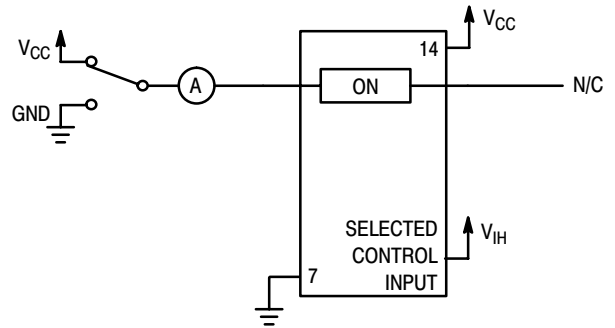 VCC
14
VCC
A
ON
N/C
GND
SELECTED
CONTROL
INPUT
VIH
7